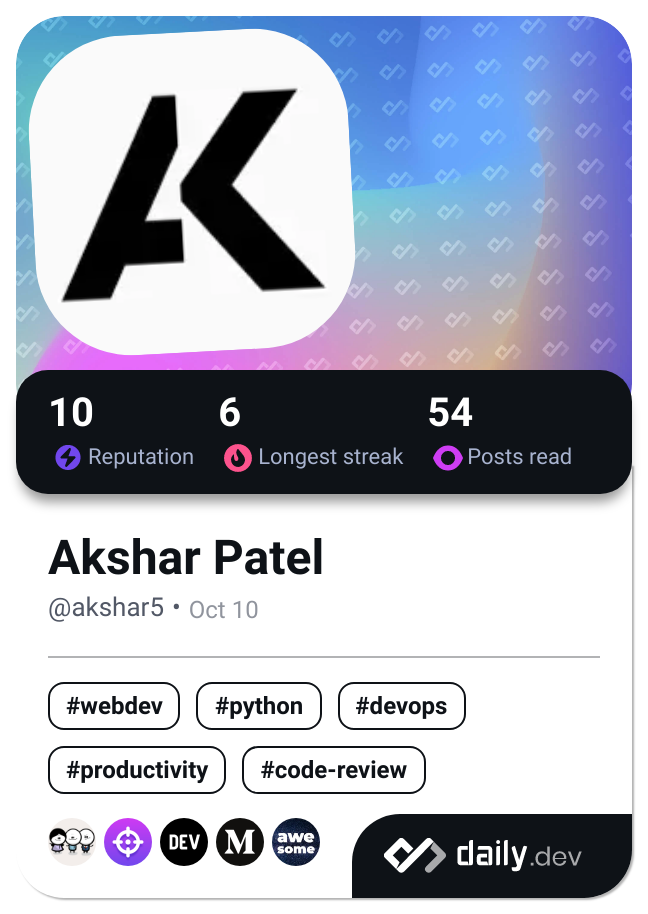 AK
10 6 54
Reputation Longest streak Posts read
Akshar Patel
@akshar5 • Oct 10
#webdev #python #devops
#productivity #code-review
DEV M awe some
daily.dev